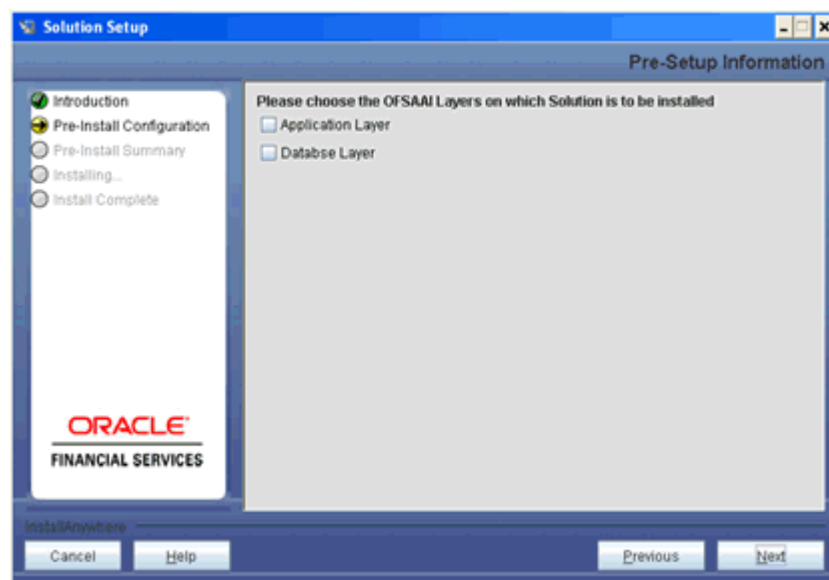 Solution Setup
Pre-Setup Information
Introduction
Pre-Install Configuration
Pre-Install Summary
Installing...
Install Complete
Please choose the OFSAAI Layers on which Solution is to be installed
Application Layer
Databse Layer
ORACLE
FINANCIAL SERVICES
InstallAnywhere
Cancel
Help
Previous
Next